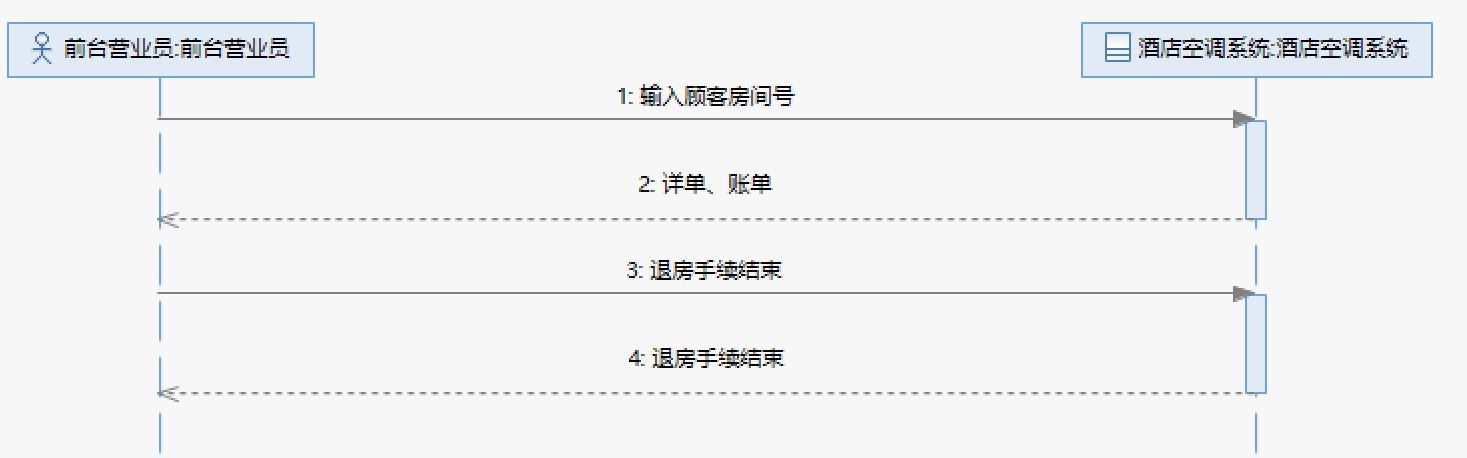 前台营业员:前台营业员
酒店空调系统:酒店空调系统
1: 输入顾客房间号
2: 详单、账单
3: 退房手续结束
4: 退房手续结束